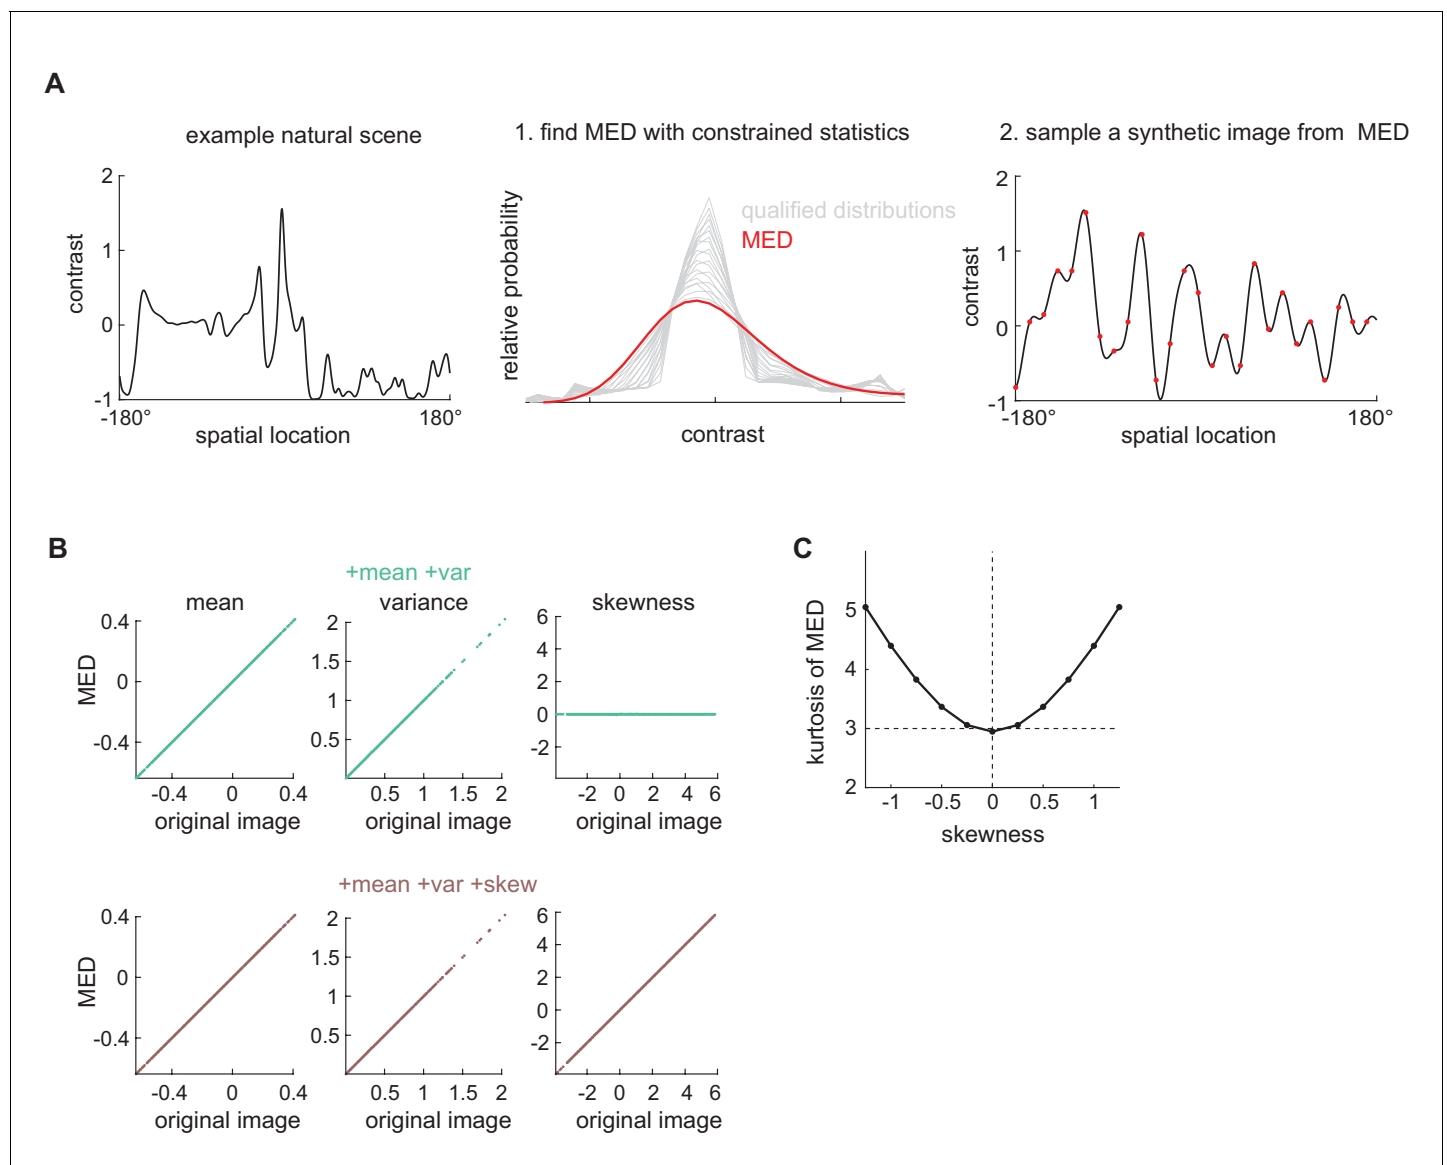 A
example natural scene
1. find MED with constrained statistics
2. sample a synthetic image from MED
2
1
0
-1
contrast
-180°
180°
spatial location
relative probability
qualified distributions
MED
contrast
2
1
0
-1
contrast
-180°
180°
spatial location
B
+mean +var
mean
variance
skewness
MED
0.4
0
-0.4
-0.4
0
0.4
original image
2
1.5
1
0.5
0.5
1
1.5
2
original image
6
4
2
0
-2
-2
0
2
4
6
original image
C
kurtosis of MED
5
4
3
2
-1
-0.5
0
0.5
1
skewness
+mean +var +skew
MED
0.4
0
-0.4
-0.4
0
0.4
original image
2
1.5
1
0.5
0.5
1
1.5
2
original image
6
4
2
0
-2
-2
0
2
4
6
original image